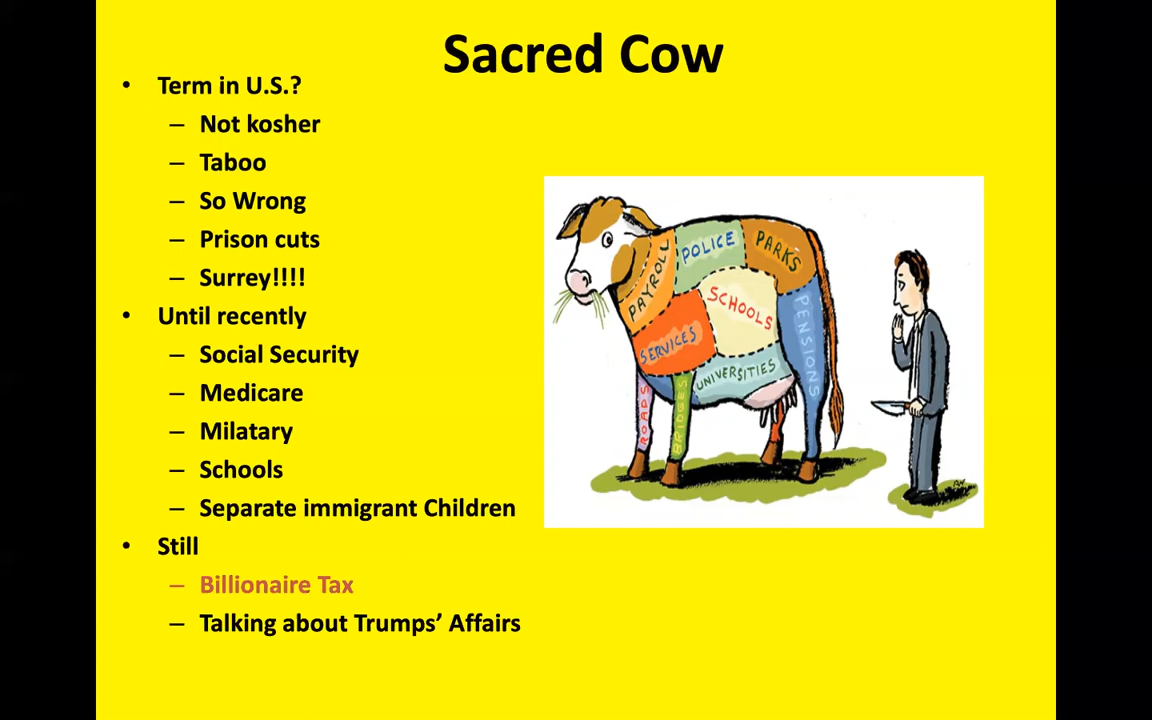 Sacred Cow
• Term in U.S.?
– Not kosher
– Taboo
– So Wrong
– Prison cuts
– Surrey!!!!
• Until recently
– Social Security
– Medicare
– Milatary
– Schools
– Separate immigrant Children
• Still
– Billionaire Tax
– Talking about Trumps’ Affairs
PAYROLL
POLICE
PARKS
SERVICES
SCHOOLS
PENSIONS
UNIVERSITIES
ROADS
BRIDGES